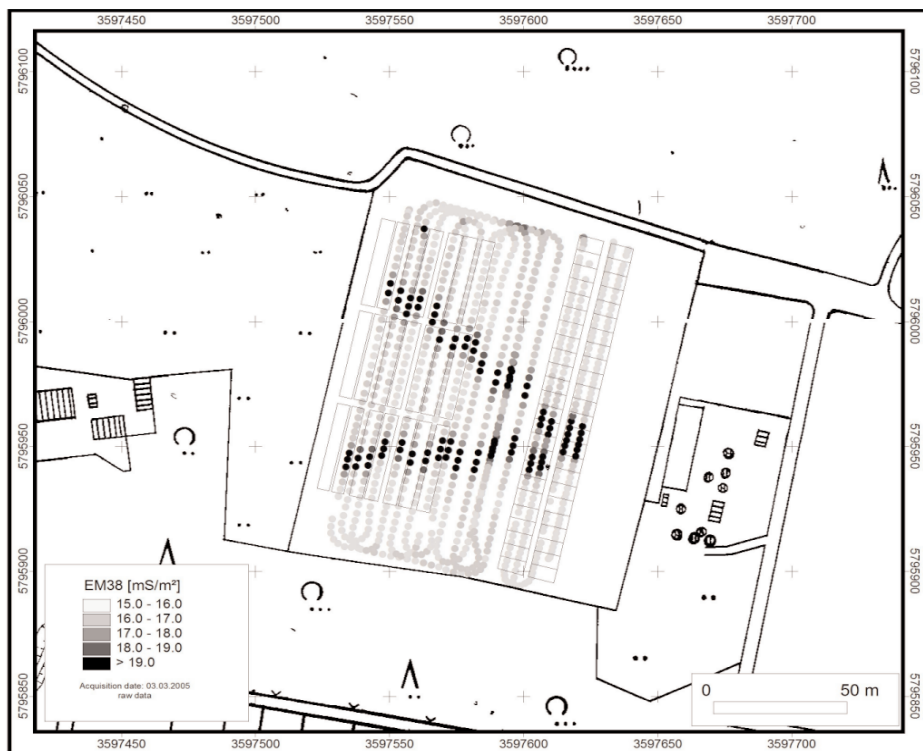 3597450 3597500 3597550 3597600 3597650 3597700
5796100 5796100
5796050 5796050
5796000 5796000
5795950 5795950
5795900 5795900
5795850 5795850
EM38 [mS/m²]
15.0 - 16.0
16.0 - 17.0
17.0 - 18.0
18.0 - 19.0
> 19.0
Acquisition date: 03.03.2005
raw data
0 50 m
3597450 3597500 3597550 3597600 3597650 3597700